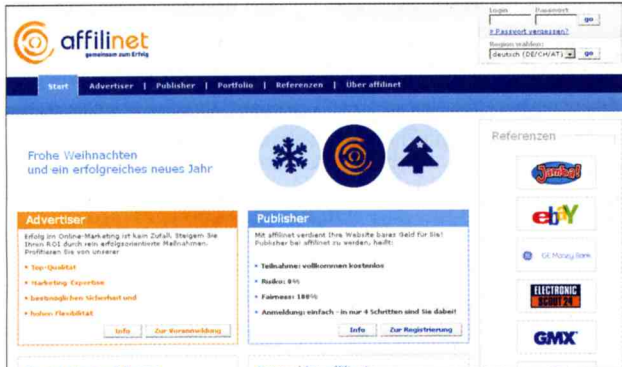 Login Passwort
go
> Passwort vergessen?
Region wählen:
deutsch (DE/CH/AT) go
affilinet
gemeinsam zum Erfolg
Start Advertiser | Publisher | Portfolio | Referenzen | Über affilinet
Frohe Weihnachten
und ein erfolgreiches neues Jahr
Advertiser
Erfolg im Online-Marketing ist kein Zufall. Steigern Sie
Ihren ROI durch rein erfolgsorientierte Maßnahmen.
Profitieren Sie von unserer
• Top-Qualität
• Marketing-Expertise
• bestmöglichen Sicherheit und
• hohen Flexibilität
Info Zur Voranmeldung
Publisher
Mit affilinet verdient Ihre Website bares Geld für Sie!
Publisher bei affilinet zu werden, heißt:
• Teilnahme: vollkommen kostenlos
• Risiko: 0%
• Fairness: 100%
• Anmeldung: einfach - in nur 4 Schritten sind Sie dabei!
Info Zur Registrierung
Referenzen
Jamba!
ebay
GE Money Bank
ELECTRONIC
SCOUT 24
GMX